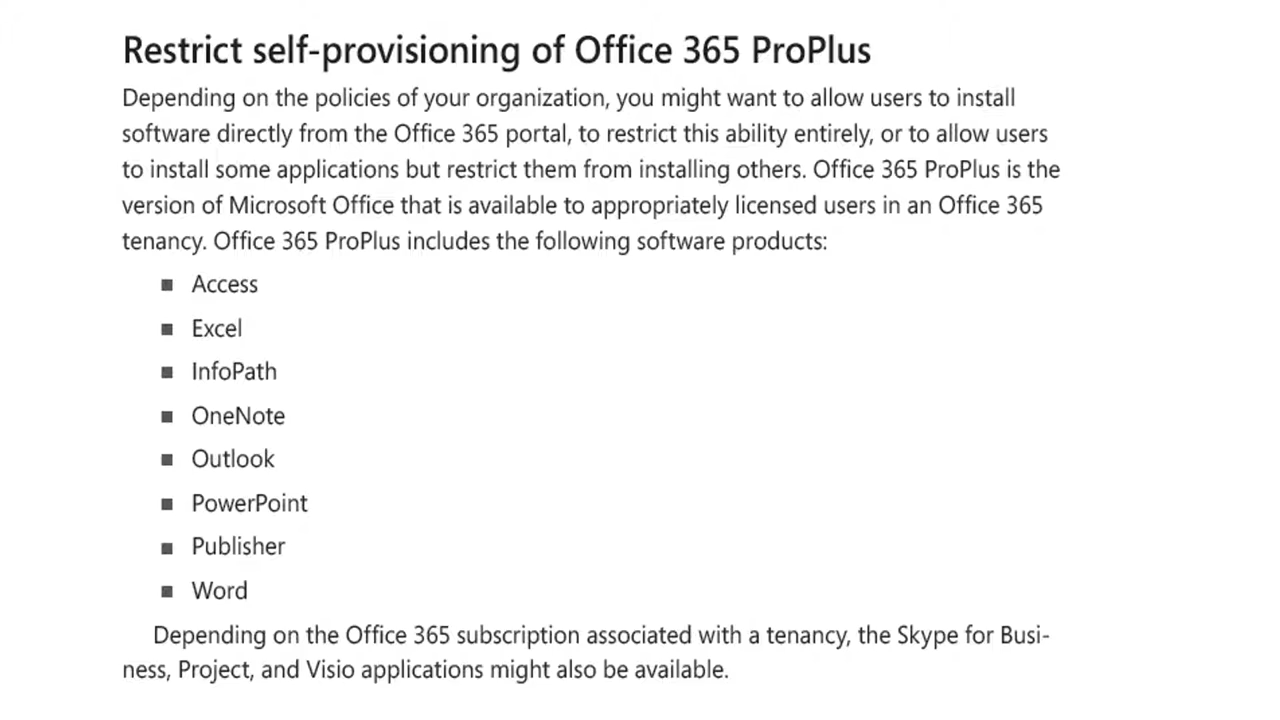 Restrict self-provisioning of Office 365 ProPlus
Depending on the policies of your organization, you might want to allow users to install
software directly from the Office 365 portal, to restrict this ability entirely, or to allow users
to install some applications but restrict them from installing others. Office 365 ProPlus is the
version of Microsoft Office that is available to appropriately licensed users in an Office 365
tenancy. Office 365 ProPlus includes the following software products:
■ Access
■ Excel
■ InfoPath
■ OneNote
■ Outlook
■ PowerPoint
■ Publisher
■ Word
Depending on the Office 365 subscription associated with a tenancy, the Skype for Busi-
ness, Project, and Visio applications might also be available.